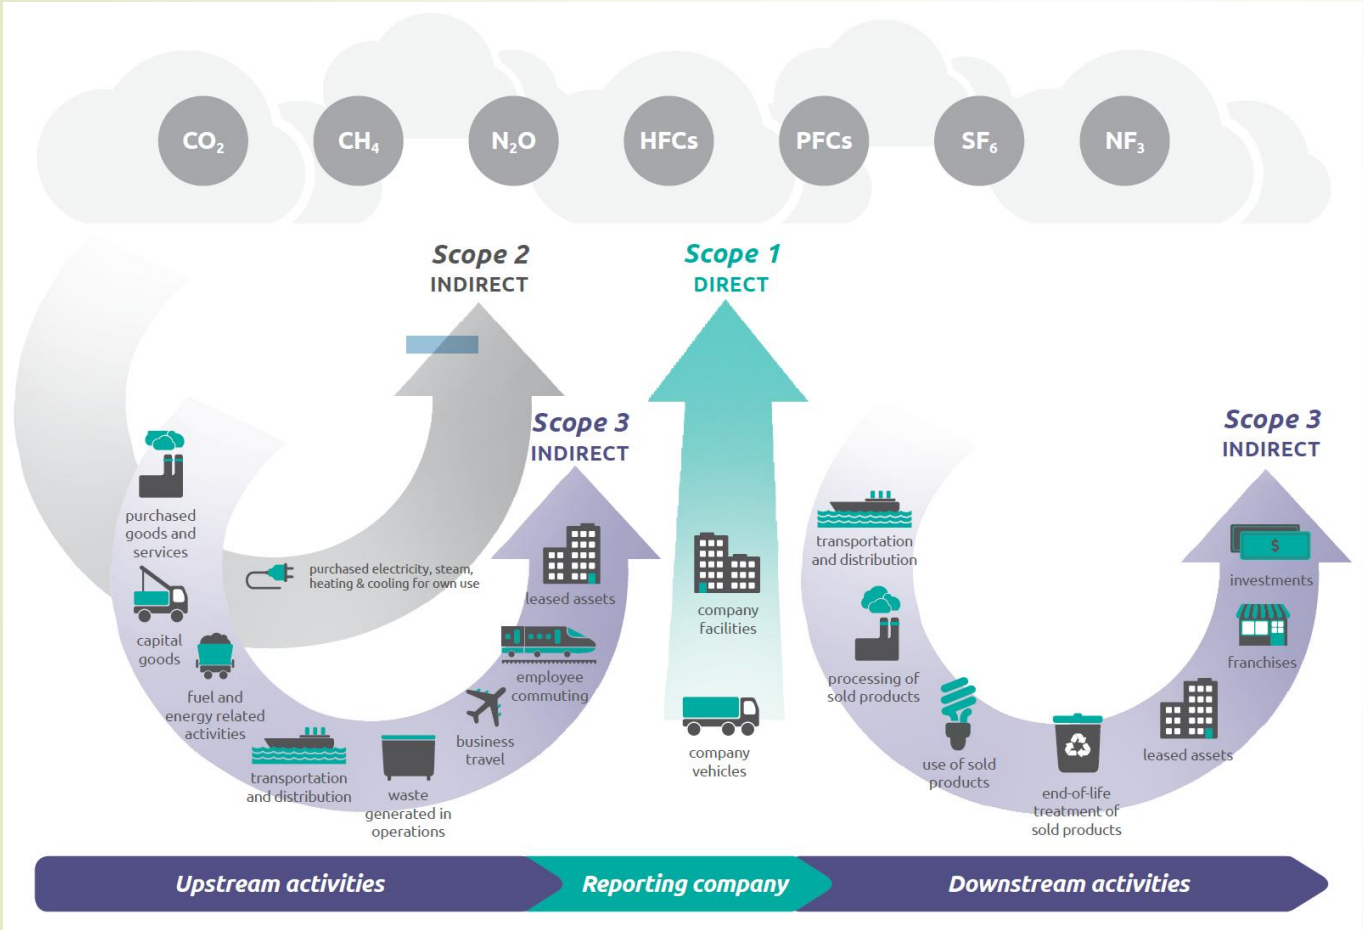 CO₂
CH₄
N₂O
HFCs
PFCs
SF₆
NF₃
Scope 2
INDIRECT
Scope 1
DIRECT
Scope 3
INDIRECT
Scope 3
INDIRECT
purchased
goods and
services
capital
goods
fuel and
energy related
activities
transportation
and distribution
waste
generated in
operations
business
travel
employee
commuting
leased assets
purchased electricity, steam,
heating & cooling for own use
company
facilities
company
vehicles
transportation
and distribution
processing of
sold products
use of sold
products
end-of-life
treatment of
sold products
leased assets
franchises
investments
$
Upstream activities
Reporting company
Downstream activities